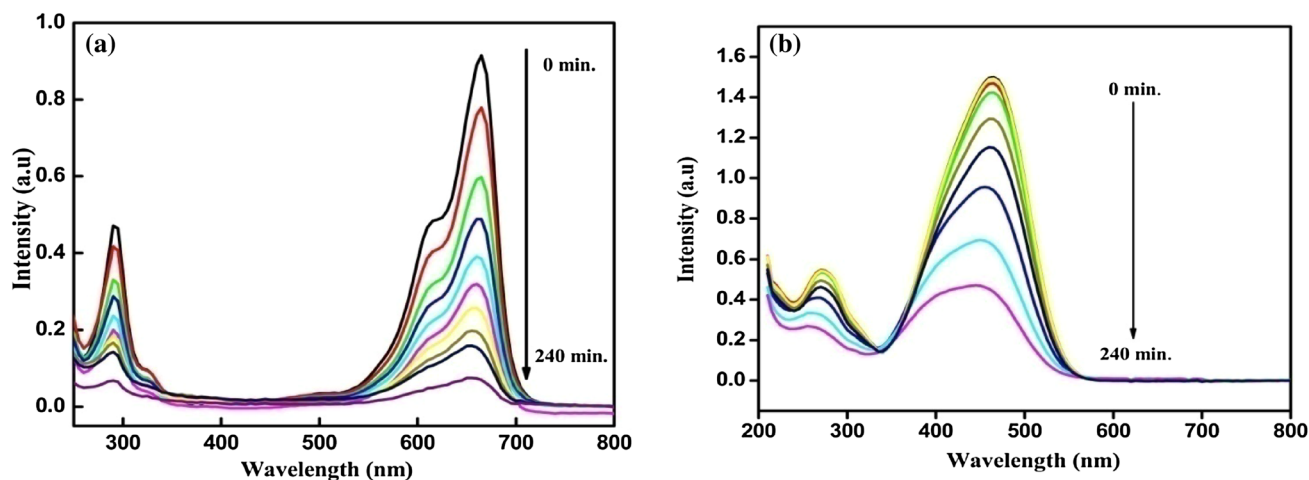 (a)
0 min.
240 min.
1.0
0.8
0.6
0.4
0.2
0.0
Intensity (a.u)
300 400 500 600 700 800
Wavelength (nm)
(b)
0 min.
240 min.
1.6
1.4
1.2
1.0
0.8
0.6
0.4
0.2
0.0
Intensity (a.u
200 300 400 500 600 700 800
Wavelength (nm)